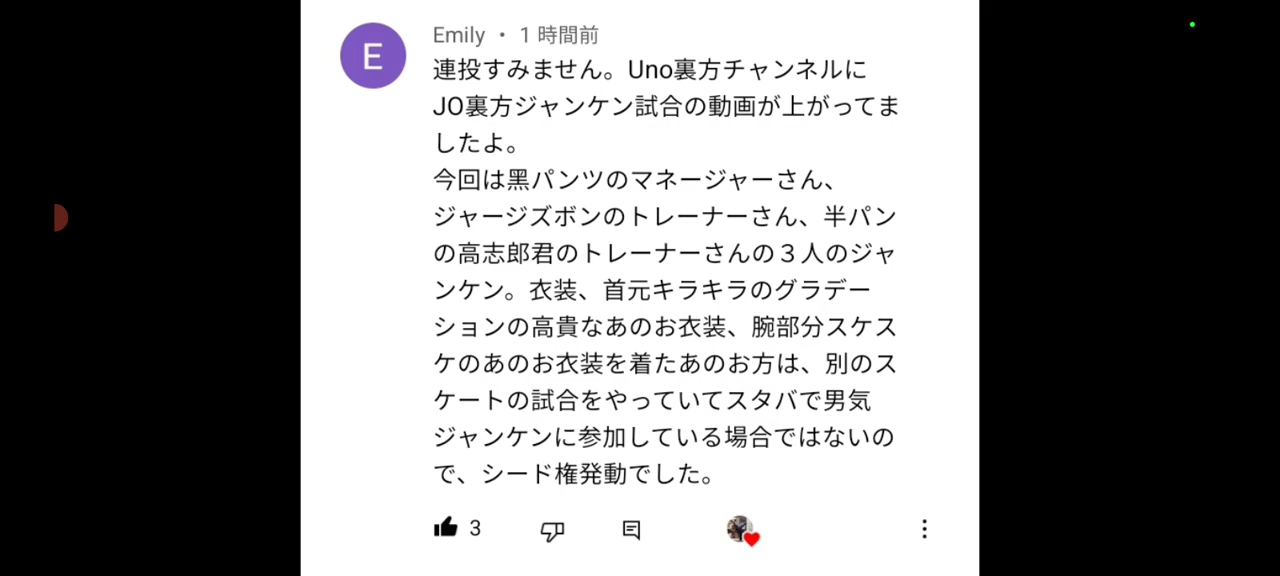 E
Emily ・ 1 時間前
連投すみません。Uno裏方チャンネルに
JO裏方ジャンケン試合の動画が上がってま
したよ。
今回は黒パンツのマネージャーさん、
ジャージズボンのトレーナーさん、半パン
の高志郎君のトレーナーさんの３人のジャ
ンケン。衣装、首元キラキラのグラデー
ションの高貴なあのお衣装、腕部分スケス
ケのあのお衣装を着たあのお方は、別のス
ケートの試合をやっていてスタバで男気
ジャンケンに参加している場合ではないの
で、シード権発動でした。
3